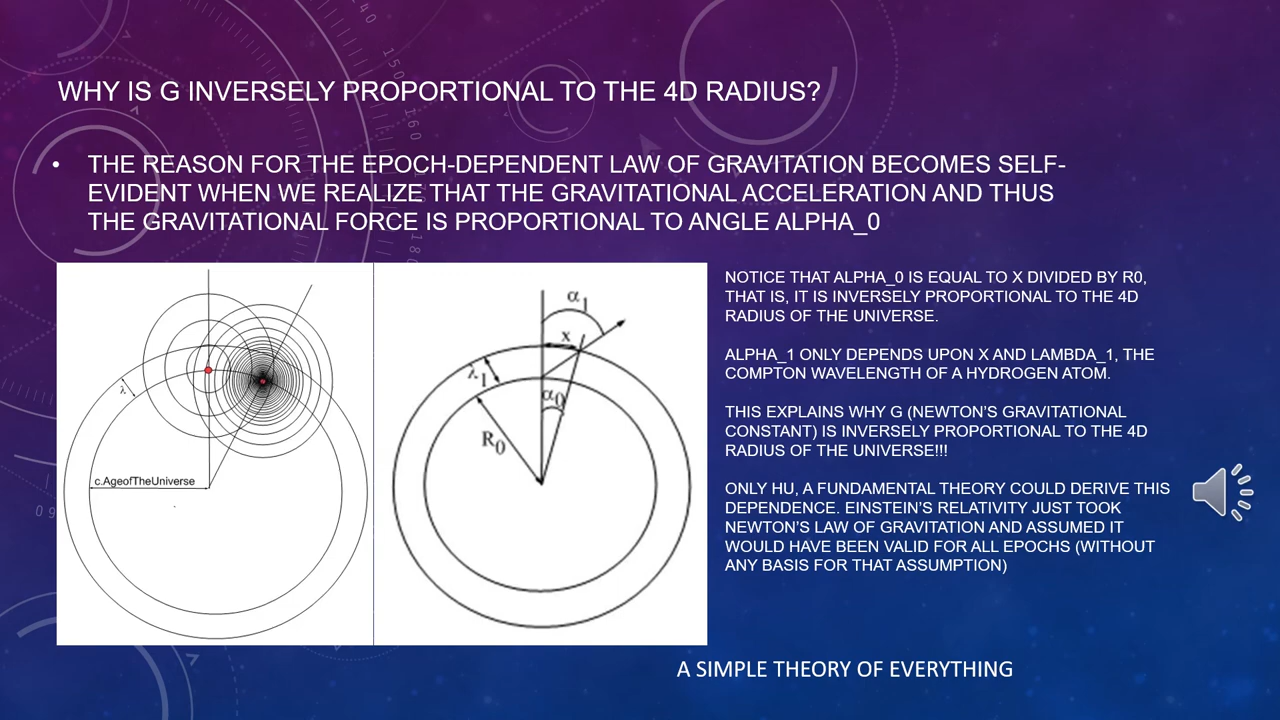 WHY IS G INVERSELY PROPORTIONAL TO THE 4D RADIUS?
• THE REASON FOR THE EPOCH-DEPENDENT LAW OF GRAVITATION BECOMES SELF-
EVIDENT WHEN WE REALIZE THAT THE GRAVITATIONAL ACCELERATION AND THUS
THE GRAVITATIONAL FORCE IS PROPORTIONAL TO ANGLE ALPHA_0
λ
c.AgeofTheUniverse
α1
x
λ1
α0
R0
NOTICE THAT ALPHA_0 IS EQUAL TO X DIVIDED BY R0,
THAT IS, IT IS INVERSELY PROPORTIONAL TO THE 4D
RADIUS OF THE UNIVERSE.
ALPHA_1 ONLY DEPENDS UPON X AND LAMBDA_1, THE
COMPTON WAVELENGTH OF A HYDROGEN ATOM.
THIS EXPLAINS WHY G (NEWTON'S GRAVITATIONAL
CONSTANT) IS INVERSELY PROPORTIONAL TO THE 4D
RADIUS OF THE UNIVERSE!!!
ONLY HU, A FUNDAMENTAL THEORY COULD DERIVE THIS
DEPENDENCE. EINSTEIN'S RELATIVITY JUST TOOK
NEWTON'S LAW OF GRAVITATION AND ASSUMED IT
WOULD HAVE BEEN VALID FOR ALL EPOCHS (WITHOUT
ANY BASIS FOR THAT ASSUMPTION)
A SIMPLE THEORY OF EVERYTHING
140
150
160
180